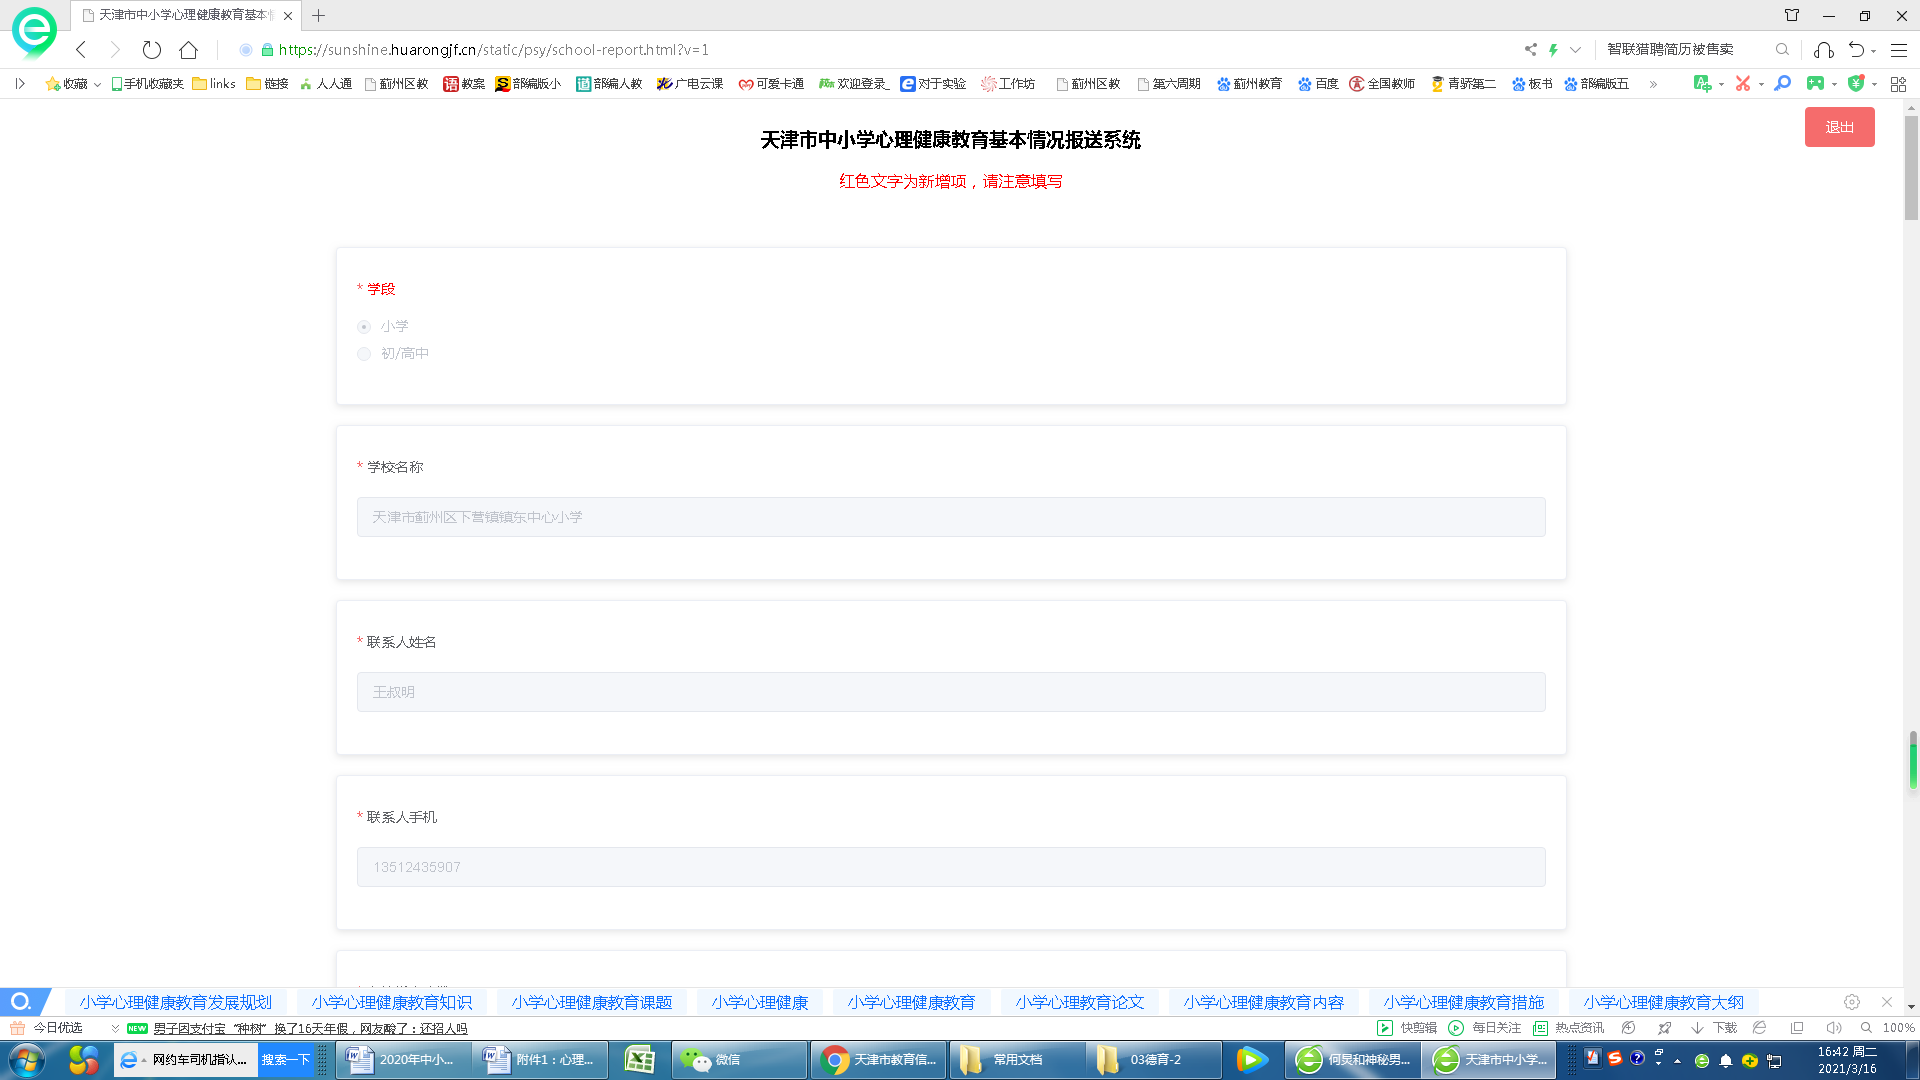 天津市中小学心理健康教育基本情
https://sunshine.huarongjf.cn/static/psy/school-report.html?v=1
智联猎聘简历被售卖
收藏 手机收藏夹 links 链接 人人通 蓟州区教 教案 部编版小 部编人教 广电云课 可爱卡通 欢迎登录_ 对于实验 工作坊 蓟州区教 第六周期 蓟州教育 百度 全国教师 青骄第二 板书 部编版五 »
退出
天津市中小学心理健康教育基本情况报送系统
红色文字为新增项，请注意填写
* 学段
小学
初/高中
* 学校名称
天津市蓟州区下营镇镇东中心小学
* 联系人姓名
王叔明
* 联系人手机
13512435907
小学心理健康教育发展规划 小学心理健康教育知识 小学心理健康教育课题 小学心理健康 小学心理健康教育 小学心理教育论文 小学心理健康教育内容 小学心理健康教育措施 小学心理健康教育大纲
今日优选 NEW 男子因支付宝“种树”换了16天年假，网友酸了：还招人吗
快剪辑 每日关注 热点资讯 下载 100%
网约车司机指认... 搜索一下 2020年中小... 附件1：心理... 微信 天津市教育信... 常用文档 03德育-2 何炅和神秘男... 天津市中小学...
16:42 周二
2021/3/16